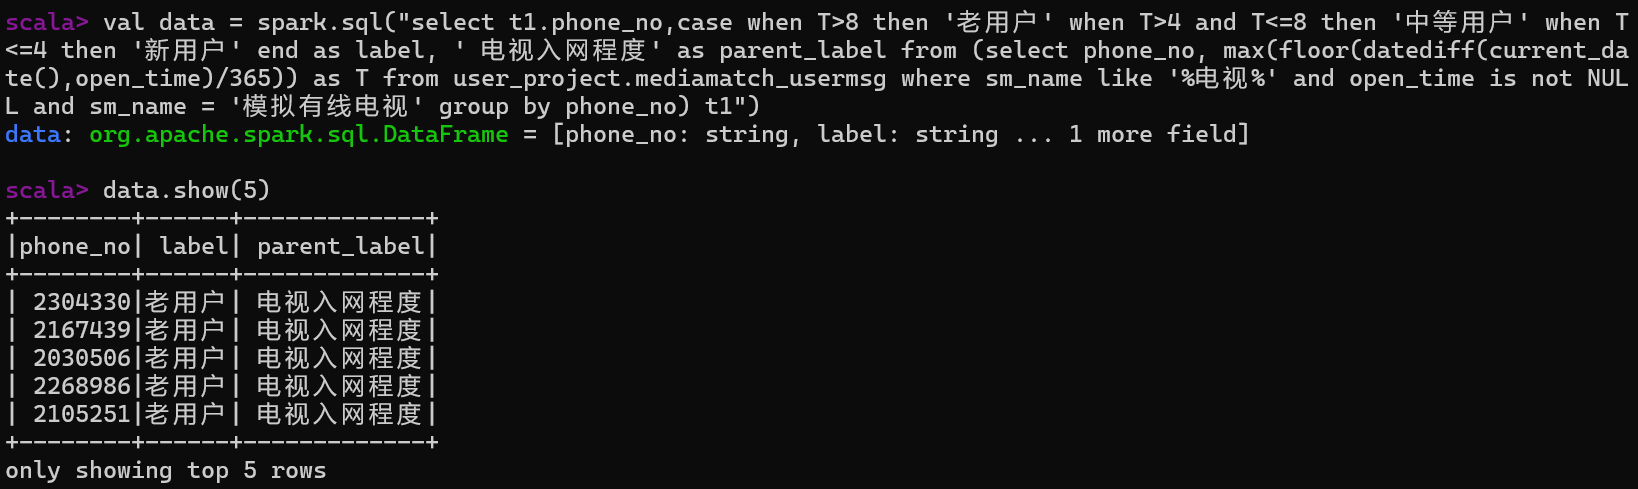 scala> val data = spark.sql("select t1.phone_no,case when T>8 then '老用户' when T>4 and T<=8 then '中等用户' when T
<=4 then '新用户' end as label, ' 电视入网程度' as parent_label from (select phone_no, max(floor(datediff(current_da
te(),open_time)/365)) as T from user_project.mediamatch_usermsg where sm_name like '%电视%' and open_time is not NUL
L and sm_name = '模拟有线电视' group by phone_no) t1")
data: org.apache.spark.sql.DataFrame = [phone_no: string, label: string ... 1 more field]

scala> data.show(5)
+--------+------+-------------+
|phone_no| label| parent_label|
+--------+------+-------------+
| 2304330|老用户| 电视入网程度|
| 2167439|老用户| 电视入网程度|
| 2030506|老用户| 电视入网程度|
| 2268986|老用户| 电视入网程度|
| 2105251|老用户| 电视入网程度|
+--------+------+-------------+
only showing top 5 rows